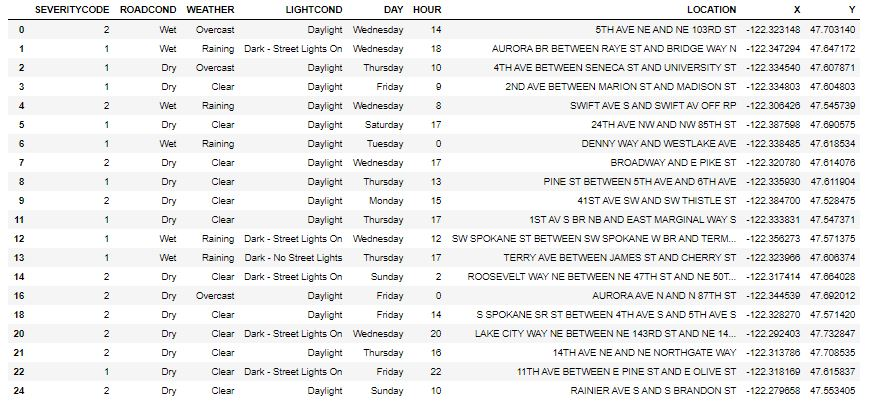 SEVERITYCODE ROADCOND WEATHER LIGHTCOND DAY HOUR LOCATION X Y
0 2 Wet Overcast Daylight Wednesday 14 5TH AVE NE AND NE 103RD ST -122.323148 47.703140
1 1 Wet Raining Dark - Street Lights On Wednesday 18 AURORA BR BETWEEN RAYE ST AND BRIDGE WAY N -122.347294 47.647172
2 1 Dry Overcast Daylight Thursday 10 4TH AVE BETWEEN SENECA ST AND UNIVERSITY ST -122.334540 47.607871
3 1 Dry Clear Daylight Friday 9 2ND AVE BETWEEN MARION ST AND MADISON ST -122.334803 47.604803
4 2 Wet Raining Daylight Wednesday 8 SWIFT AVE S AND SWIFT AV OFF RP -122.306426 47.545739
5 1 Dry Clear Daylight Saturday 17 24TH AVE NW AND NW 85TH ST -122.387598 47.690575
6 1 Wet Raining Daylight Tuesday 0 DENNY WAY AND WESTLAKE AVE -122.338485 47.618534
7 2 Dry Clear Daylight Wednesday 17 BROADWAY AND E PIKE ST -122.320780 47.614076
8 1 Dry Clear Daylight Thursday 13 PINE ST BETWEEN 5TH AVE AND 6TH AVE -122.335930 47.611904
9 2 Dry Clear Daylight Monday 15 41ST AVE SW AND SW THISTLE ST -122.384700 47.528475
11 1 Dry Clear Daylight Thursday 17 1ST AV S BR NB AND EAST MARGINAL WAY S -122.333831 47.547371
12 1 Wet Raining Dark - Street Lights On Wednesday 12 SW SPOKANE ST BETWEEN SW SPOKANE W BR AND TERM... -122.356273 47.571375
13 1 Wet Raining Dark - No Street Lights Thursday 17 TERRY AVE BETWEEN JAMES ST AND CHERRY ST -122.323966 47.606374
14 2 Dry Clear Dark - Street Lights On Sunday 2 ROOSEVELT WAY NE BETWEEN NE 47TH ST AND NE 50T... -122.317414 47.664028
16 2 Dry Overcast Daylight Friday 0 AURORA AVE N AND N 87TH ST -122.344539 47.692012
18 2 Dry Clear Daylight Friday 14 S SPOKANE SR ST BETWEEN 4TH AVE S AND 5TH AVE S -122.328270 47.571420
20 2 Dry Clear Dark - Street Lights On Wednesday 20 LAKE CITY WAY NE BETWEEN NE 143RD ST AND NE 14... -122.292403 47.732847
21 2 Dry Clear Daylight Thursday 16 14TH AVE NE AND NE NORTHGATE WAY -122.313786 47.708535
22 1 Dry Clear Dark - Street Lights On Friday 22 11TH AVE BETWEEN E PINE ST AND E OLIVE ST -122.318169 47.615837
24 2 Dry Clear Daylight Sunday 10 RAINIER AVE S AND S BRANDON ST -122.279658 47.553405